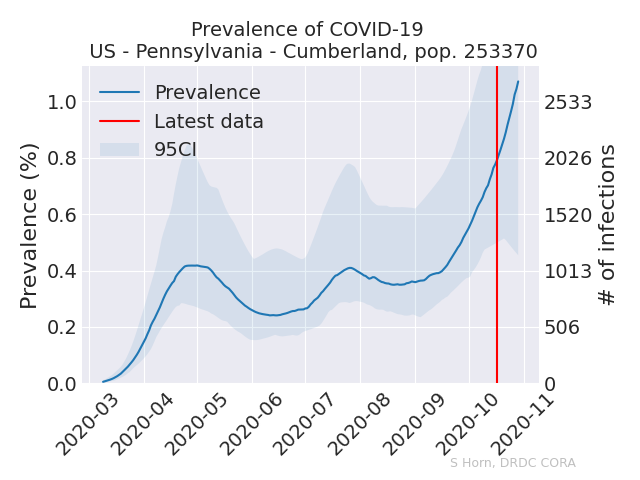 Prevalence of COVID-19
US - Pennsylvania - Cumberland, pop. 253370
Prevalence
Latest data
95CI
Prevalence (%)
1.0
0.8
0.6
0.4
0.2
0.0
2533
2026
1520
1013
506
0
# of infections
2020-03
2020-04
2020-05
2020-06
2020-07
2020-08
2020-09
2020-10
2020-11
S Horn, DRDC CORA